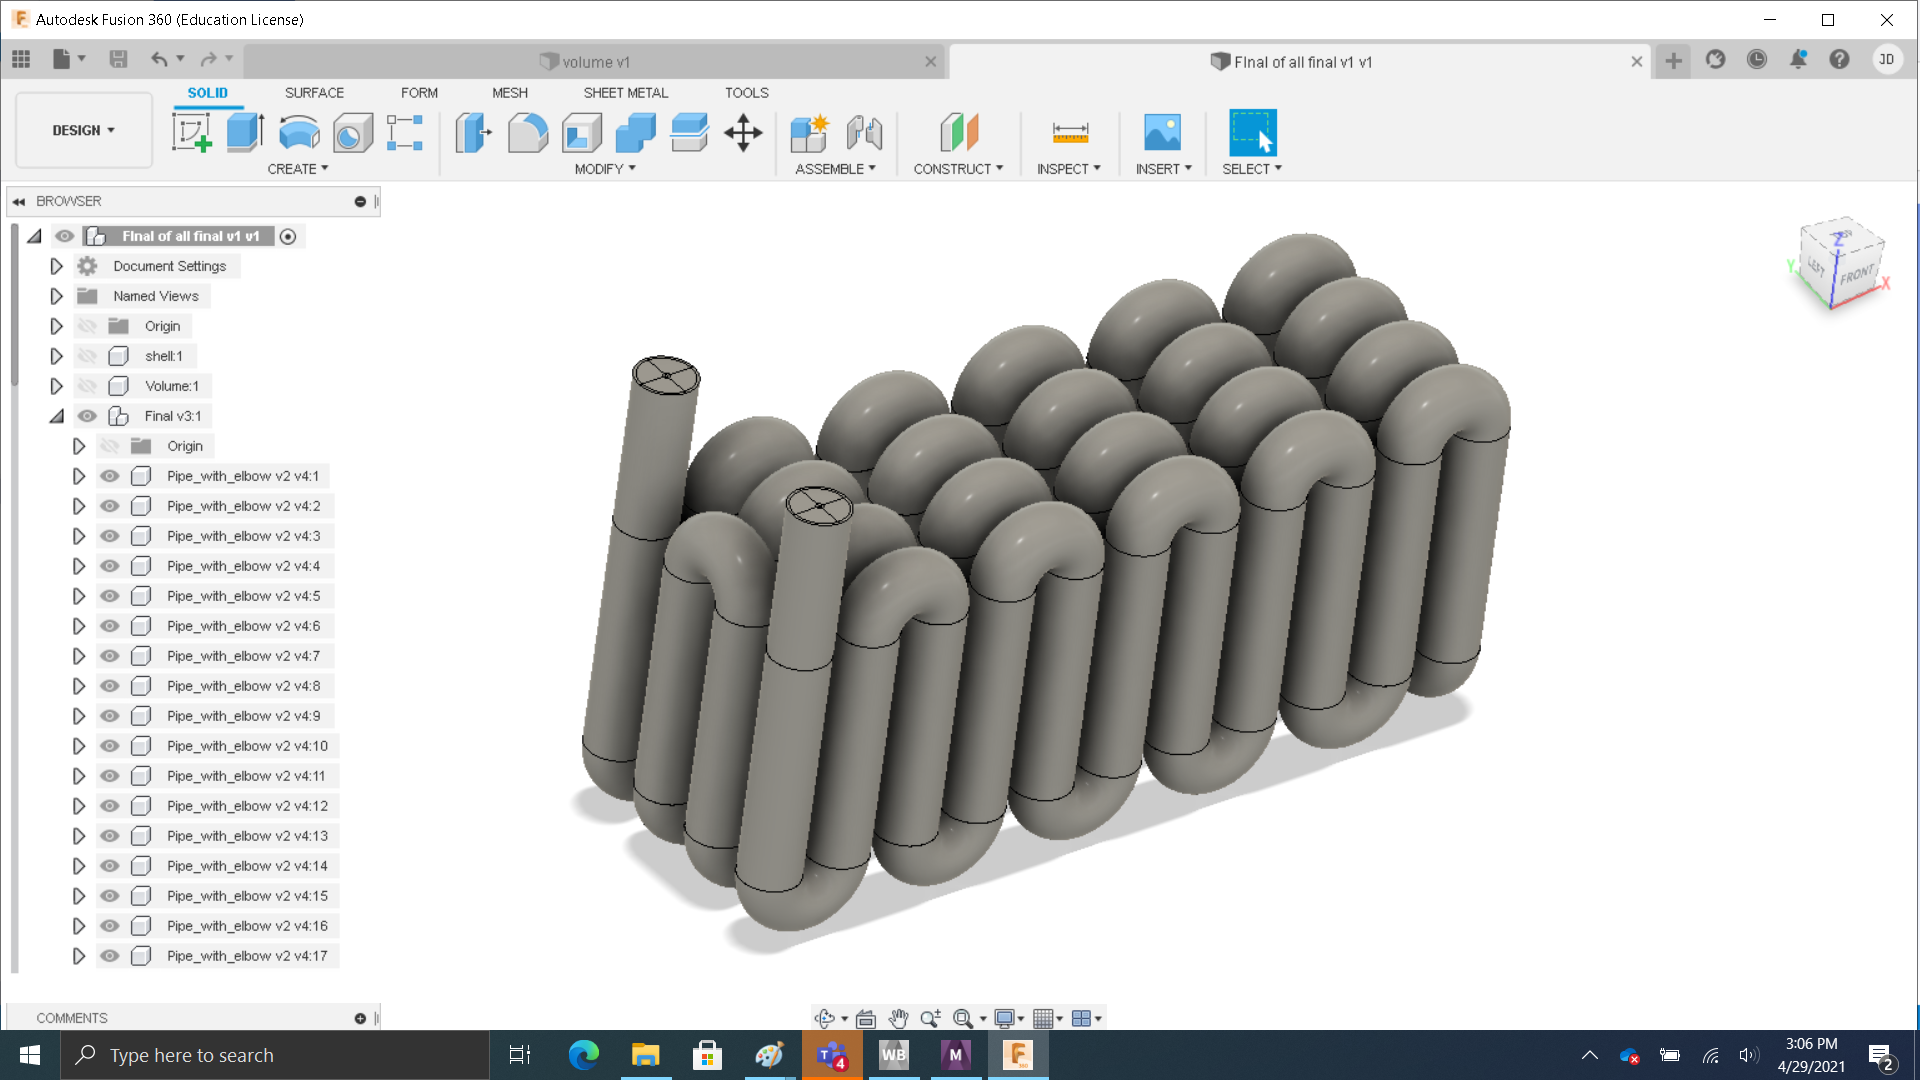 Autodesk Fusion 360 (Education License)
volume v1
FInal of all final v1 v1
JD
SOLID
SURFACE
FORM
MESH
SHEET METAL
TOOLS
DESIGN
CREATE
MODIFY
ASSEMBLE
CONSTRUCT
INSPECT
INSERT
SELECT
BROWSER
FInal of all final v1 v1
Document Settings
Named Views
Origin
shell:1
Volume:1
Final v3:1
Origin
Pipe_with_elbow v2 v4:1
Pipe_with_elbow v2 v4:2
Pipe_with_elbow v2 v4:3
Pipe_with_elbow v2 v4:4
Pipe_with_elbow v2 v4:5
Pipe_with_elbow v2 v4:6
Pipe_with_elbow v2 v4:7
Pipe_with_elbow v2 v4:8
Pipe_with_elbow v2 v4:9
Pipe_with_elbow v2 v4:10
Pipe_with_elbow v2 v4:11
Pipe_with_elbow v2 v4:12
Pipe_with_elbow v2 v4:13
Pipe_with_elbow v2 v4:14
Pipe_with_elbow v2 v4:15
Pipe_with_elbow v2 v4:16
Pipe_with_elbow v2 v4:17
TOP
Z
Y
LEFT
FRONT
X
COMMENTS
Type here to search
T
4
WB
M
F
360
3:06 PM
4/29/2021
2